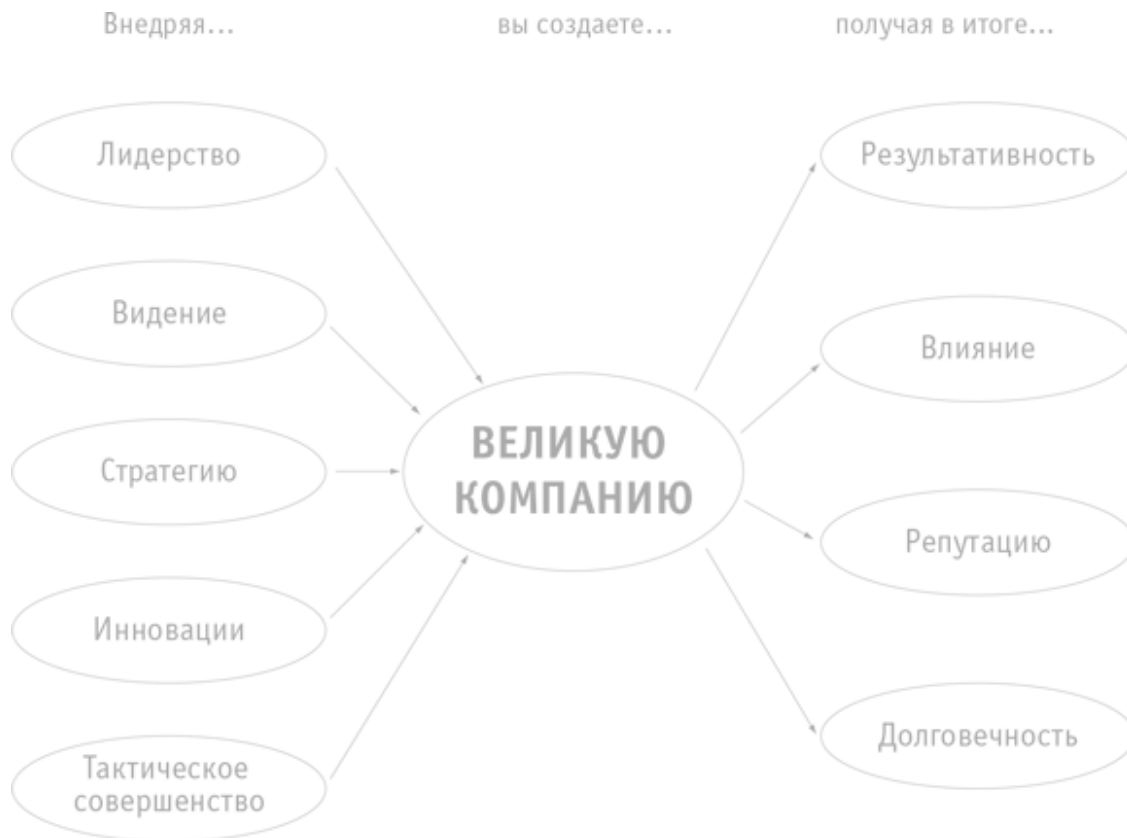 Внедряя...
вы создаете...
получая в итоге...
Лидерство
Видение
Стратегию
Инновации
Тактическое
совершенство
ВЕЛИКУЮ
КОМПАНИЮ
Результативность
Влияние
Репутацию
Долговечность